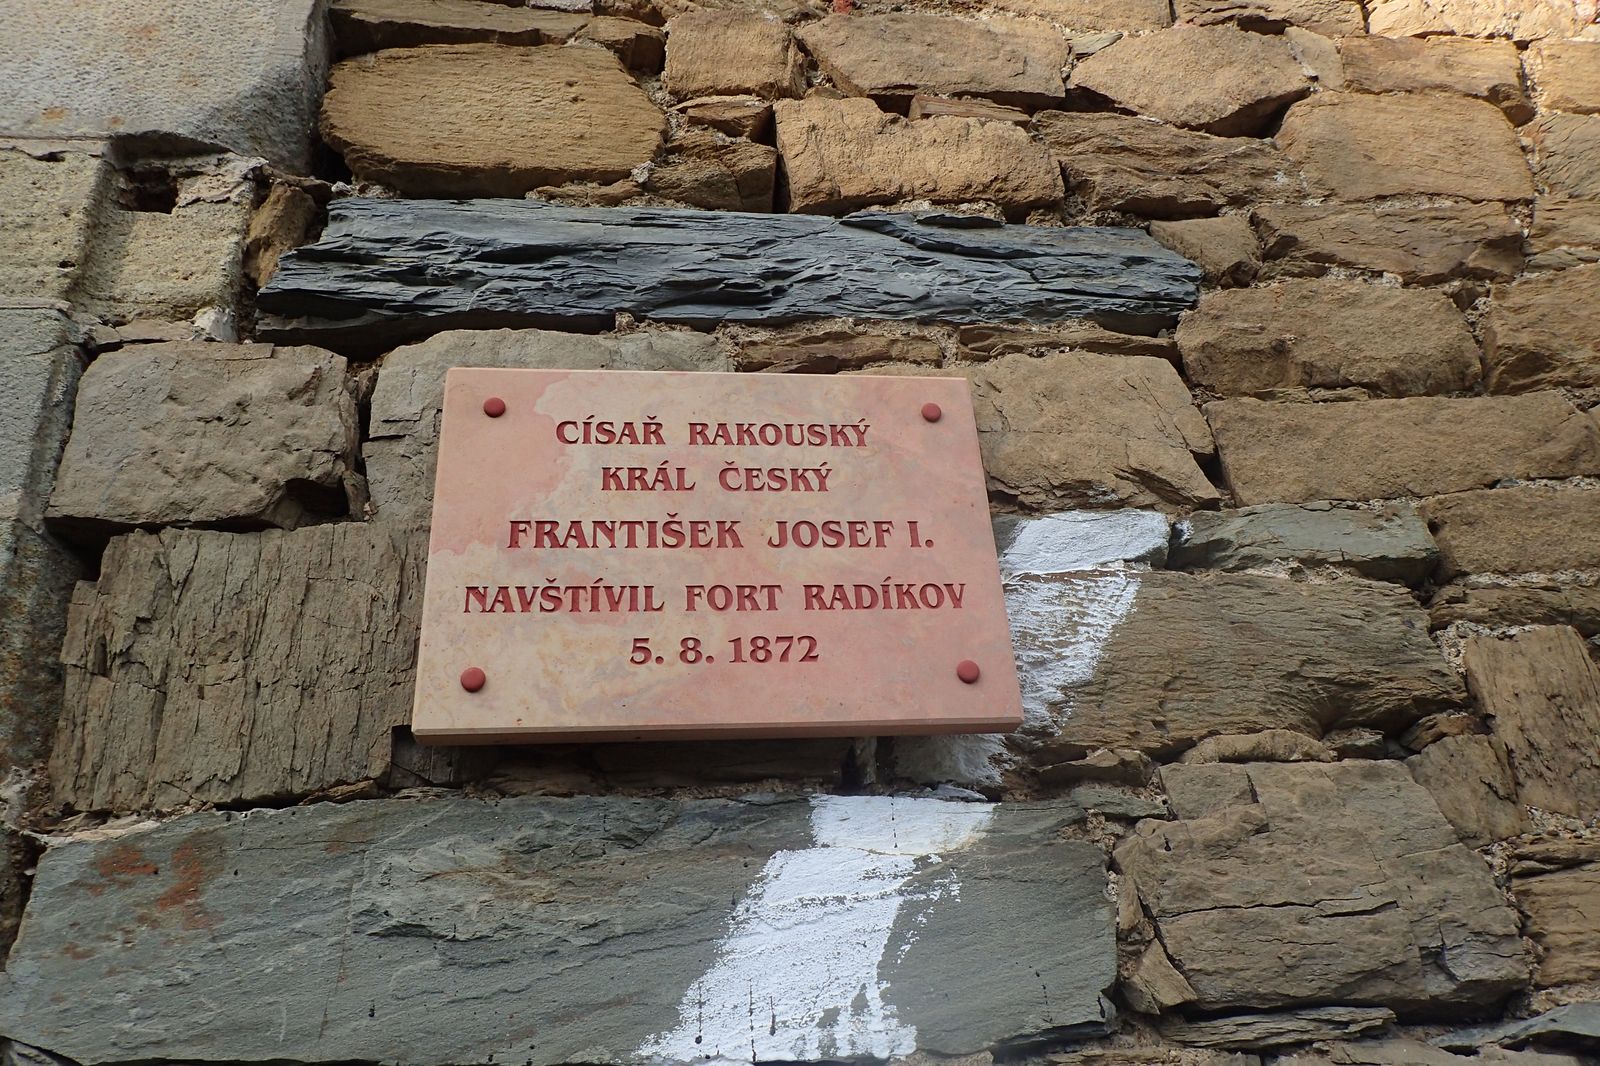 CÍSAŘ RAKOUSKÝ
KRÁL ČESKÝ
FRANTIŠEK JOSEF I.
NAVŠTÍVIL FORT RADÍKOV
5. 8. 1872